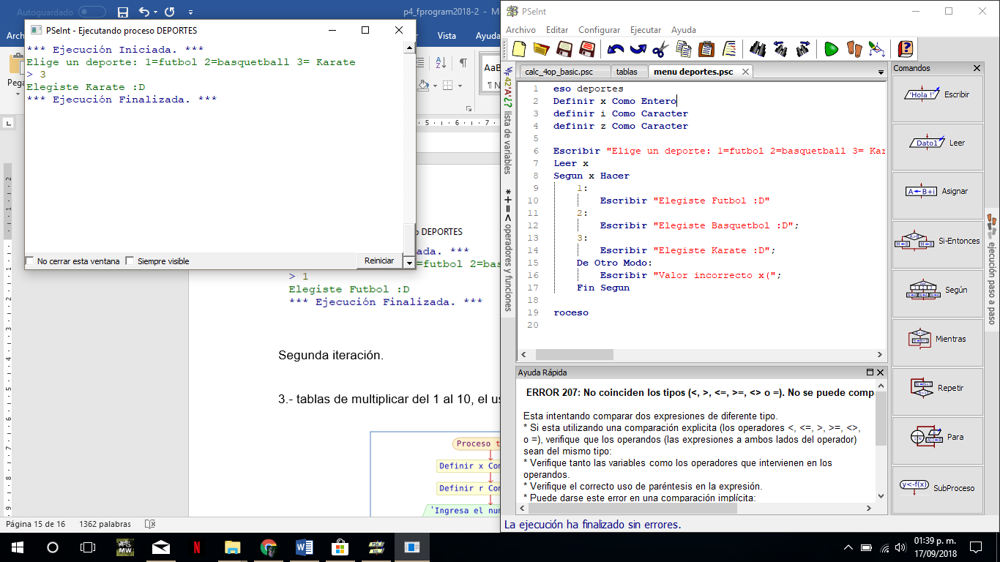 Autoguardado
p4_fprogram2018-2 - M
Arch
Vista
Ayuda
Pega
AaB
¶ N
PSeInt - Ejecutando proceso DEPORTES
*** Ejecución Iniciada. ***
Elige un deporte: 1=futbol 2=basquetball 3= Karate
> 3
Elegiste Karate :D
*** Ejecución Finalizada. ***
No cerrar esta ventana
Siempre visible
Reiniciar
o DEPORTES
ada. ***
=futbol 2=bas
> 1
Elegiste Futbol :D
*** Ejecución Finalizada. ***
Segunda iteración.
3.- tablas de multiplicar del 1 al 10, el us
Proceso t
Definir x Com
Definir r Com
'Ingresa el num
Página 15 de 16
1362 palabras
PSeInt
Archivo Editar Configurar Ejecutar Ayuda
calc_4op_basic.psc
tablas
menu deportes.psc
lista de variables
*+=< operadores y funciones
1 eso deportes
2 Definir x Como Entero
3 definir i Como Caracter
4 definir z Como Caracter
5
6 Escribir "Elige un deporte: 1=futbol 2=basquetball 3= Kar
7 Leer x
8 Segun x Hacer
9 1:
10 Escribir "Elegiste Futbol :D"
11 2:
12 Escribir "Elegiste Basquetbol :D";
13 3:
14 Escribir "Elegiste Karate :D";
15 De Otro Modo:
16 Escribir "Valor incorrecto x(";
17 Fin Segun
18
19 roceso
20
Ayuda Rápida
ERROR 207: No coinciden los tipos (<, >, <=, >=, <> o =). No se puede compa
Esta intentando comparar dos expresiones de diferente tipo.
* Si esta utilizando una comparación explicita (los operadores <, <=, >, >=, <>,
o =), verifique que los operandos (las expresiones a ambos lados del operador)
sean del mismo tipo:
* Verifique tanto las variables como los operadores que intervienen en los
operandos.
* Verifique el correcto uso de paréntesis en la expresión.
* Puede darse este error en una comparación implícita:
La ejecución ha finalizado sin errores.
Comandos
'Hola !' Escribir
Dato1 Leer
A←B+i Asignar
Si-Entonces
Según
Mientras
Repetir
Para
y<-f(x) SubProceso
ejecución paso a paso
MW
01:39 p. m.
17/09/2018